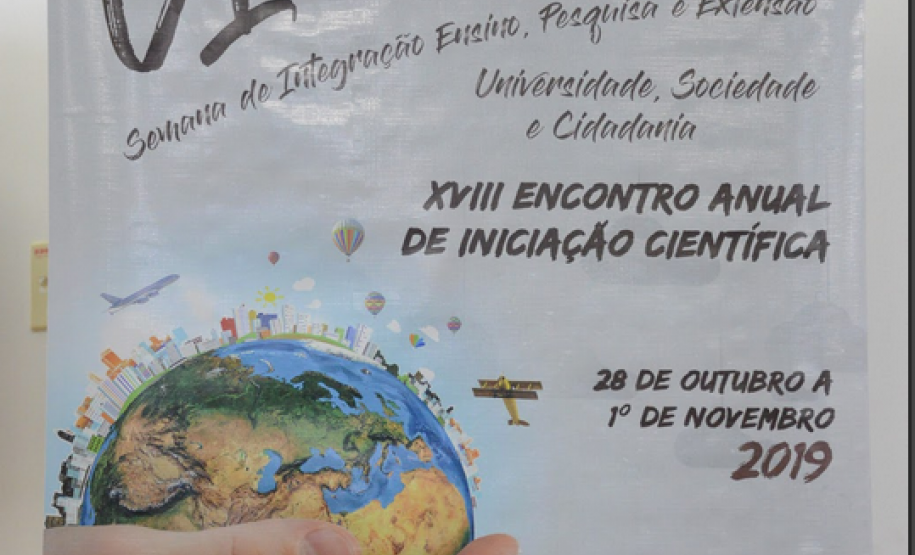 Semana de Integração Ensino, Pesquisa e Extensão
Universidade, Sociedade
e Cidadania
XVIII ENCONTRO ANUAL
DE INICIAÇÃO CIENTÍFICA
28 DE OUTUBRO A
1º DE NOVEMBRO
2019